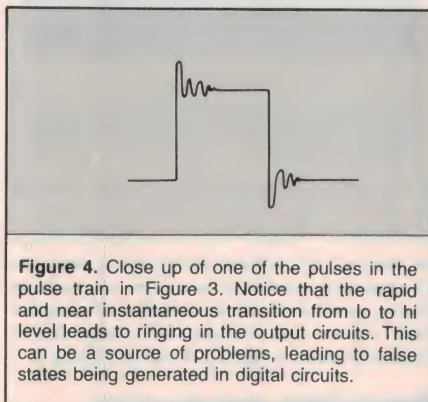 Figure 4. Close up of one of the pulses in the
pulse train in Figure 3. Notice that the rapid
and near instantaneous transition from lo to hi
level leads to ringing in the output circuits. This
can be a source of problems, leading to false
states being generated in digital circuits.